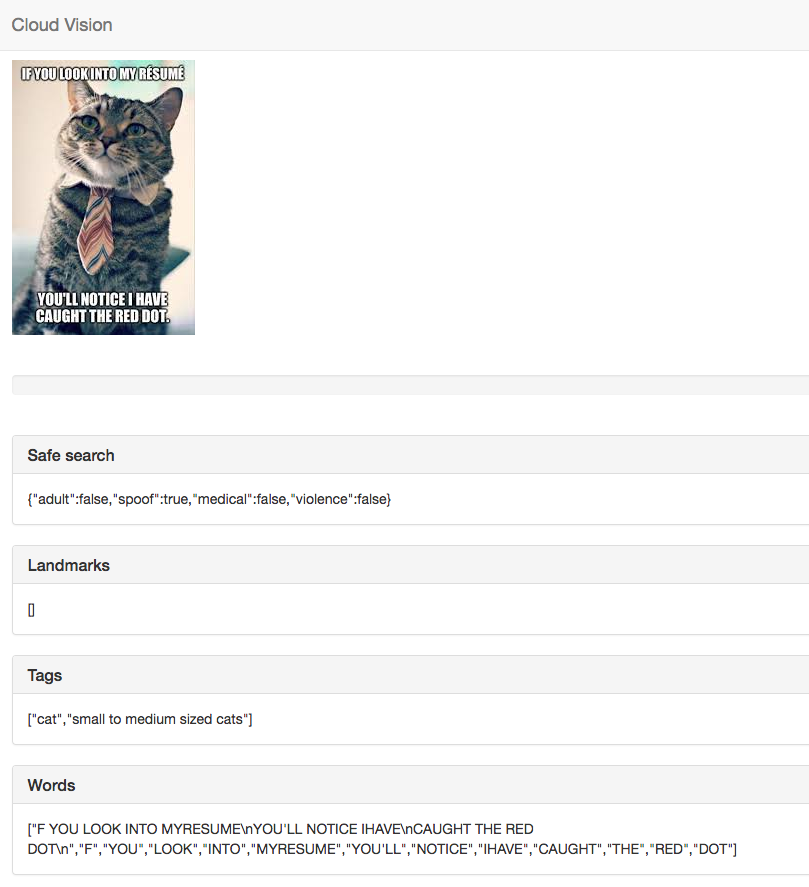 Cloud Vision
IF YOU LOOK INTO MY RÉSUMÉ
YOU'LL NOTICE I HAVE
CAUGHT THE RED DOT.
Safe search
{"adult":false,"spoof":true,"medical":false,"violence":false}
Landmarks
[]
Tags
["cat","small to medium sized cats"]
Words
["F YOU LOOK INTO MYRESUME\nYOU'LL NOTICE IHAVE\nCAUGHT THE RED
DOT\n","F","YOU","LOOK","INTO","MYRESUME","YOU'LL","NOTICE","IHAVE","CAUGHT","THE","RED","DOT"]